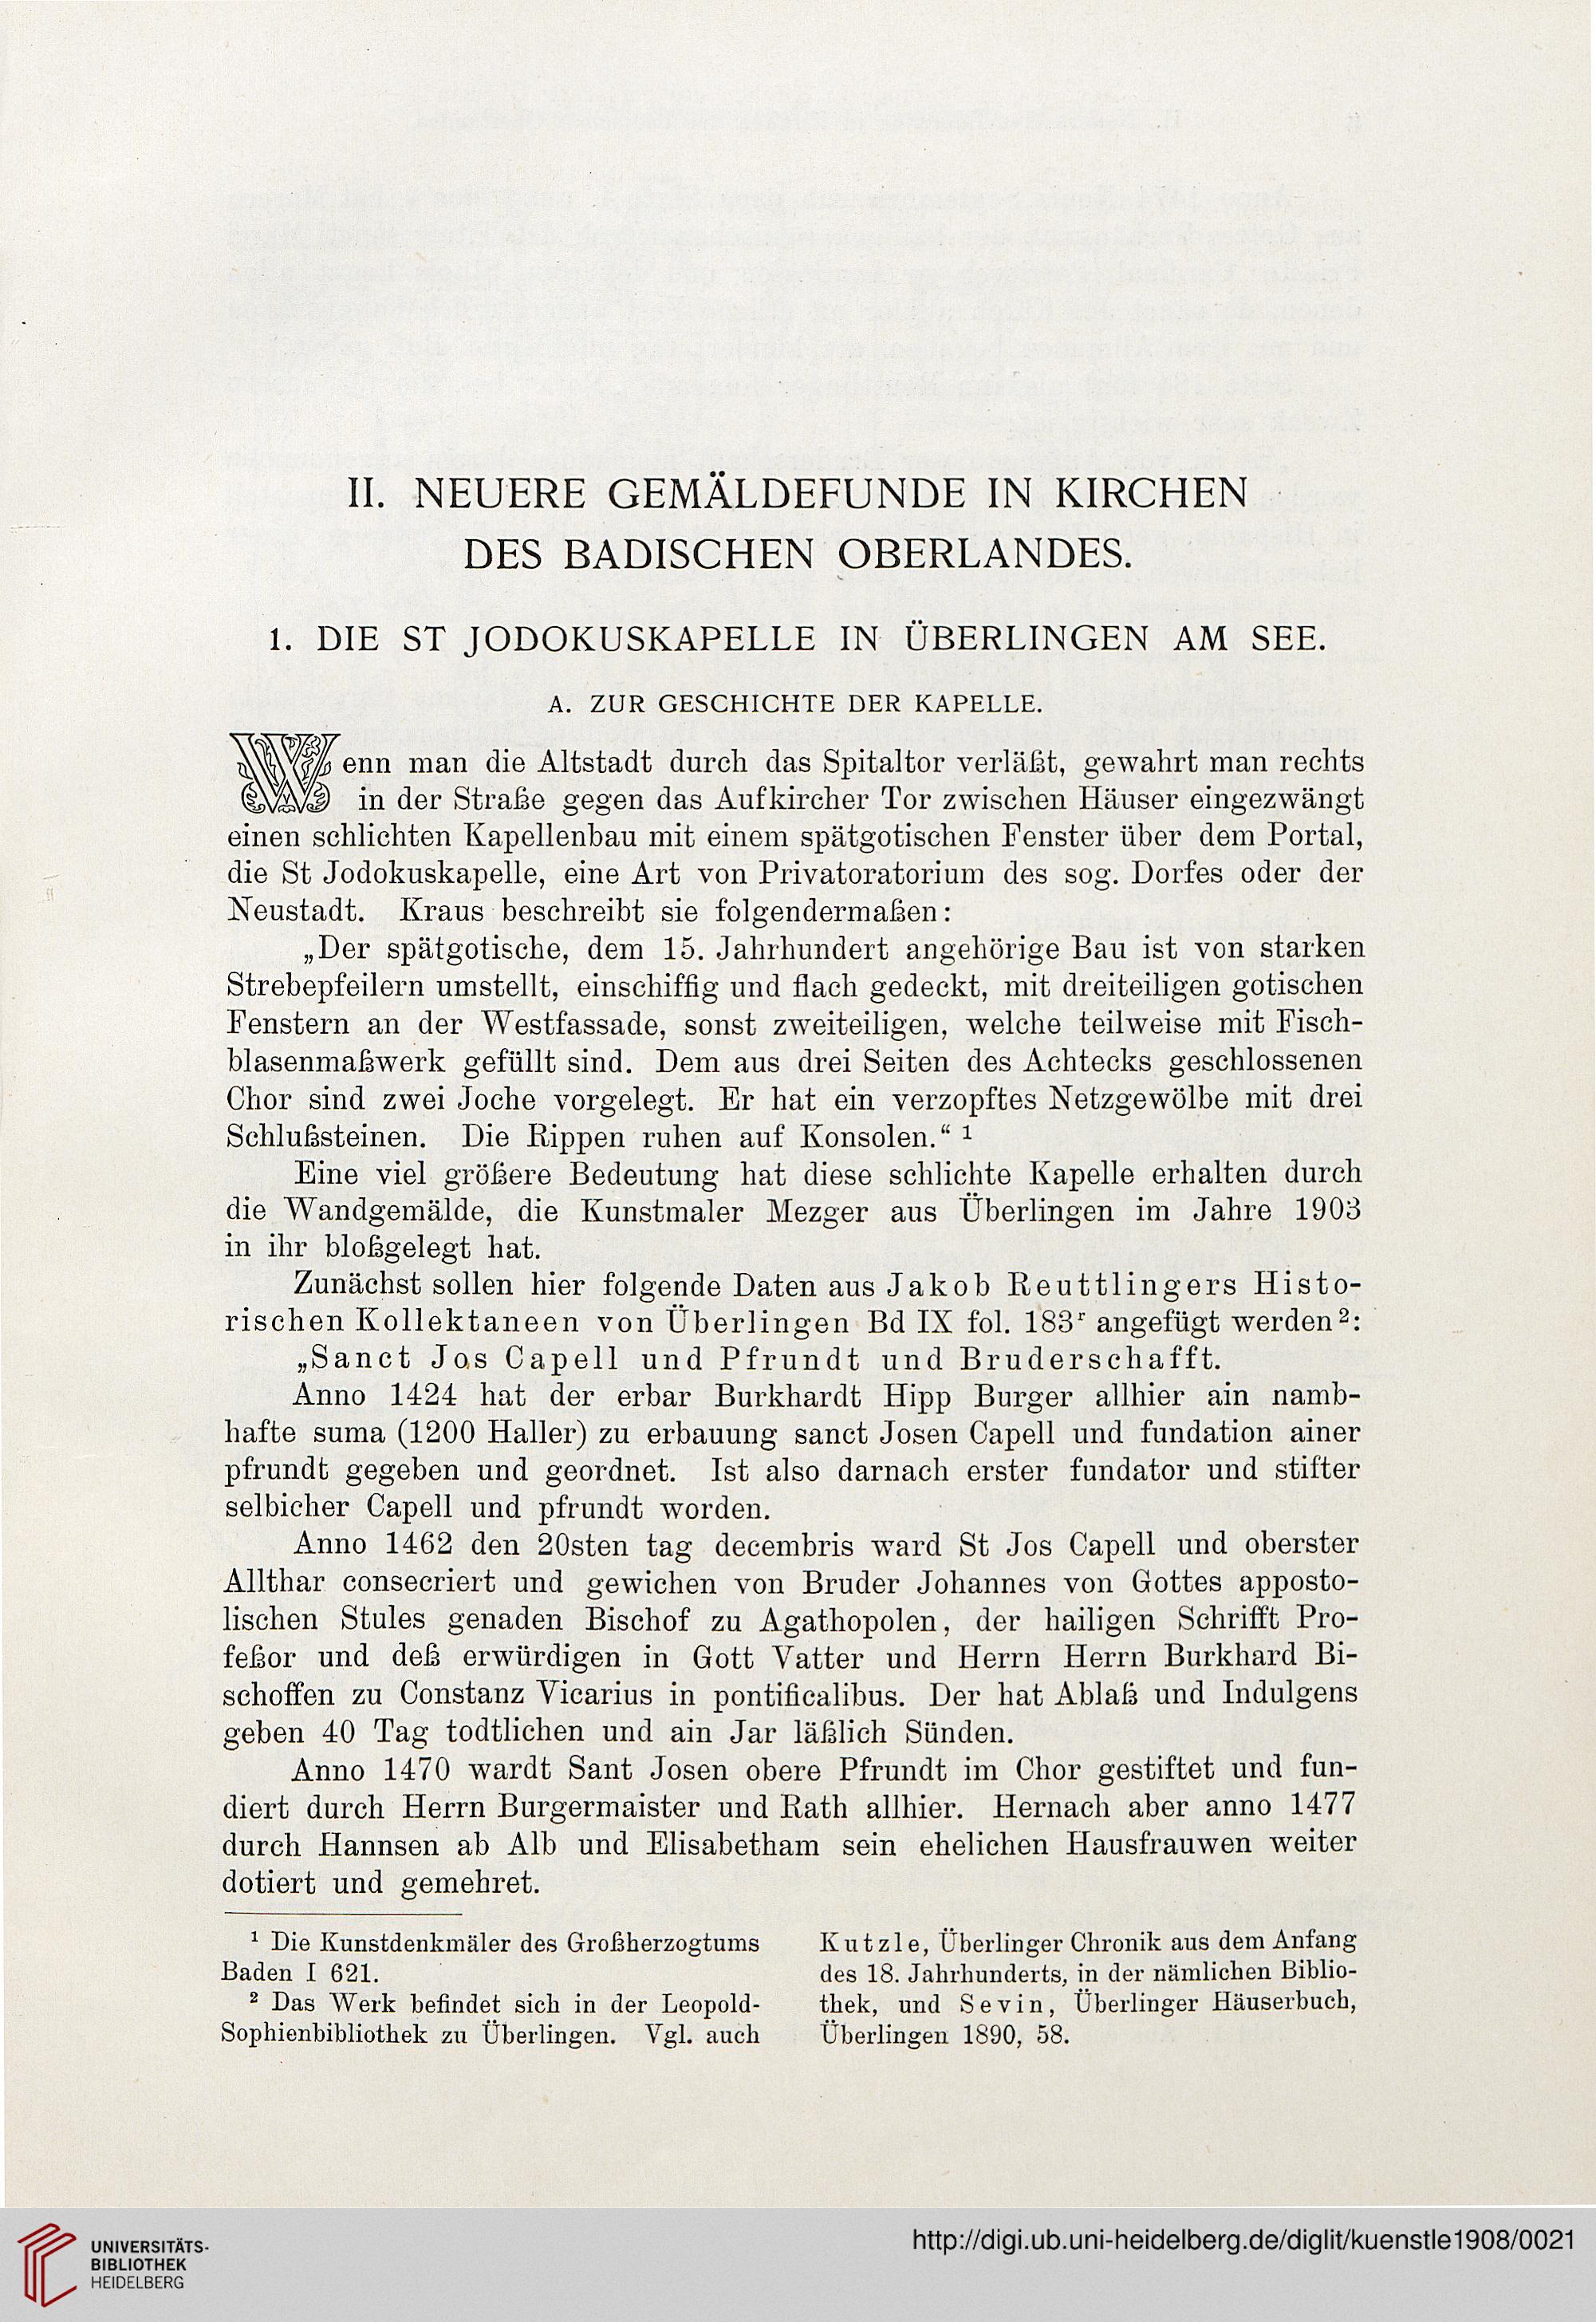 II. NEUERE GEMÄLDEFUNDE IN KIRCHEN
DES BADISCHEN OBERLANDES.
1. DIE ST JODOKUSKAPELLE IN ÜBERLINGEN AM SEE.
A. ZUR GESCHICHTE DER KAPELLE.
Wenn man die Altstadt durch das Spitaltor verläßt, gewahrt man rechts
in der Straße gegen das Aufkircher Tor zwischen Häuser eingezwängt
einen schlichten Kapellenbau mit einem spätgotischen Fenster über dem Portal,
die St Jodokuskapelle, eine Art von Privatoratorium des sog. Dorfes oder der
Neustadt. Kraus beschreibt sie folgendermaßen:
„Der spätgotische, dem 15. Jahrhundert angehörige Bau ist von starken
Strebepfeilern umstellt, einschiffig und flach gedeckt, mit dreiteiligen gotischen
Fenstern an der Westfassade, sonst zweiteiligen, welche teilweise mit Fisch-
blasenmaßwerk gefüllt sind. Dem aus drei Seiten des Achtecks geschlossenen
Chor sind zwei Joche vorgelegt. Er hat ein verzopftes Netzgewölbe mit drei
Schlußsteinen. Die Rippen ruhen auf Konsolen.“ ¹
Eine viel größere Bedeutung hat diese schlichte Kapelle erhalten durch
die Wandgemälde, die Kunstmaler Mezger aus Überlingen im Jahre 1903
in ihr bloßgelegt hat.
Zunächst sollen hier folgende Daten aus Jakob Reuttlingers Histo-
rischen Kollektaneen von Überlingen Bd IX fol. 183ʳ angefügt werden²:
„Sanct Jos Capell und Pfrundt und Bruderschafft.
Anno 1424 hat der erbar Burkhardt Hipp Burger allhier ain namb-
hafte suma (1200 Haller) zu erbauung sanct Josen Capell und fundation ainer
pfrundt gegeben und geordnet. Ist also darnach erster fundator und stifter
selbicher Capell und pfrundt worden.
Anno 1462 den 20sten tag decembris ward St Jos Capell und oberster
Allthar consecriert und gewichen von Bruder Johannes von Gottes apposto-
lischen Stules genaden Bischof zu Agathopolen, der hailigen Schrifft Pro-
feßor und deß erwürdigen in Gott Vatter und Herrn Herrn Burkhard Bi-
schoffen zu Constanz Vicarius in pontificalibus. Der hat Ablaß und Indulgens
geben 40 Tag todtlichen und ain Jar läßlich Sünden.
Anno 1470 wardt Sant Josen obere Pfrundt im Chor gestiftet und fun-
diert durch Herrn Burgermaister und Rath allhier. Hernach aber anno 1477
durch Hannsen ab Alb und Elisabetham sein ehelichen Hausfrauwen weiter
dotiert und gemehret.
¹ Die Kunstdenkmäler des Großherzogtums
Baden I 621.
² Das Werk befindet sich in der Leopold-
Sophienbibliothek zu Überlingen. Vgl. auch
Kutzle, Überlinger Chronik aus dem Anfang
des 18. Jahrhunderts, in der nämlichen Biblio-
thek, und Sevin, Überlinger Häuserbuch,
Überlingen 1890, 58.
UNIVERSITÄTS-
BIBLIOTHEK
HEIDELBERG
http://digi.ub.uni-heidelberg.de/diglit/kuenstle1908/0021